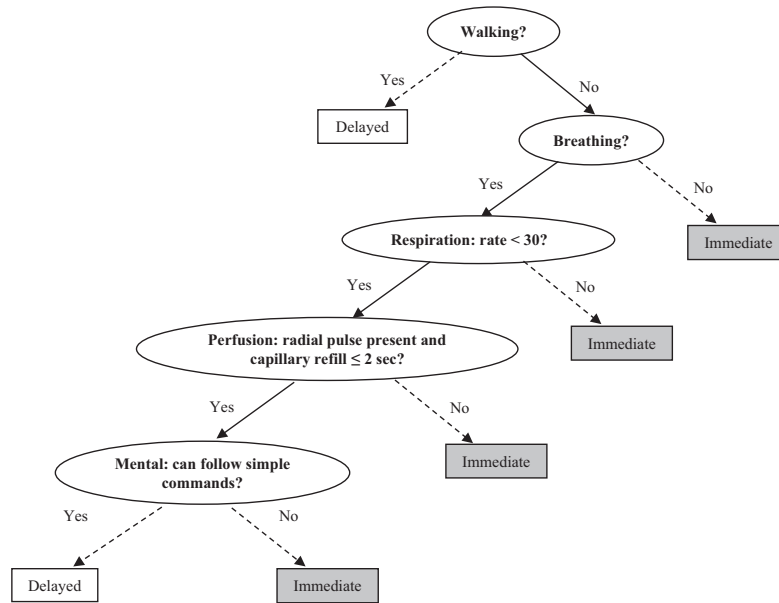 Walking?
Yes
No
Delayed
Breathing?
Yes
No
Respiration: rate < 30?
Immediate
Yes
No
Perfusion: radial pulse present and
capillary refill ≤ 2 sec?
Immediate
Yes
No
Mental: can follow simple
commands?
Immediate
Yes
No
Delayed
Immediate